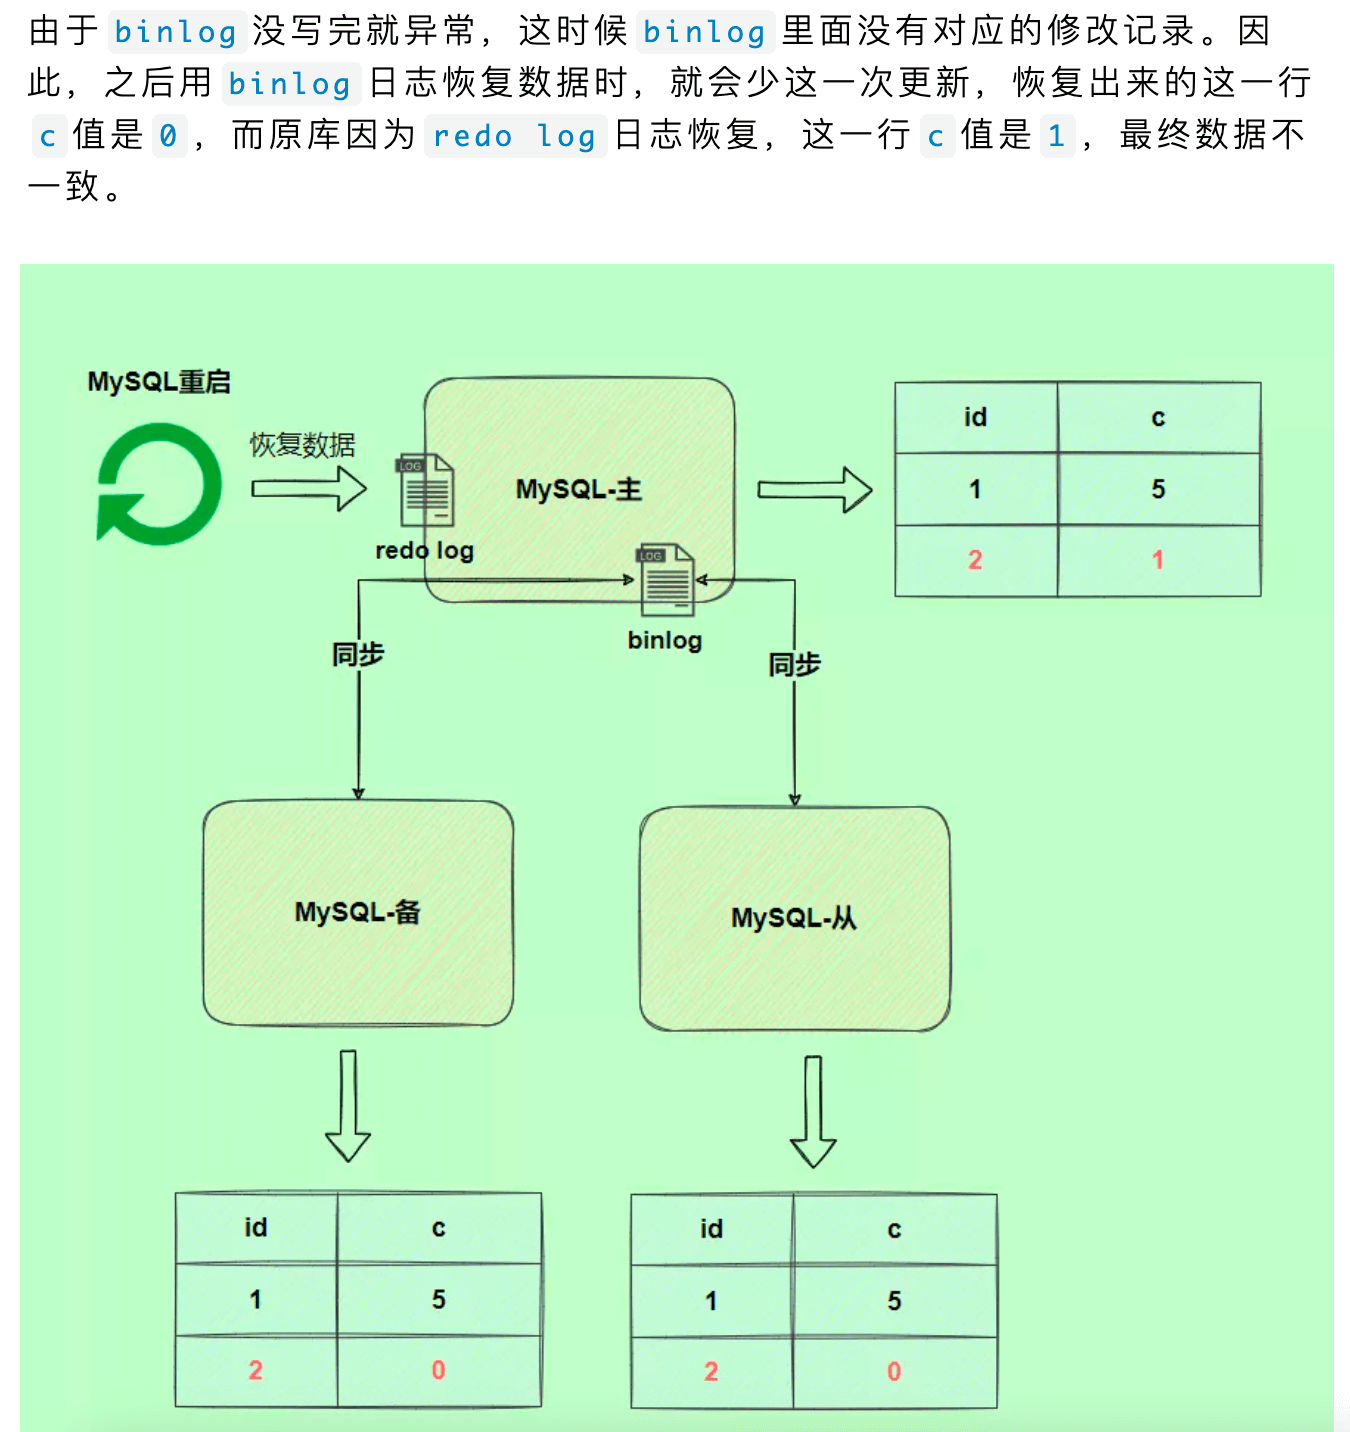 由于 binlog 没写完就异常，这时候 binlog 里面没有对应的修改记录。因
此，之后用 binlog 日志恢复数据时，就会少这一次更新，恢复出来的这一行
c 值是 0 ，而原库因为 redo log 日志恢复，这一行 c 值是 1 ，最终数据不
一致。
MySQL重启
恢复数据
LOG
redo log
MySQL-主
LOG
binlog
id c
1 5
2 1
同步
同步
MySQL-备
MySQL-从
id c
1 5
2 0
id c
1 5
2 0